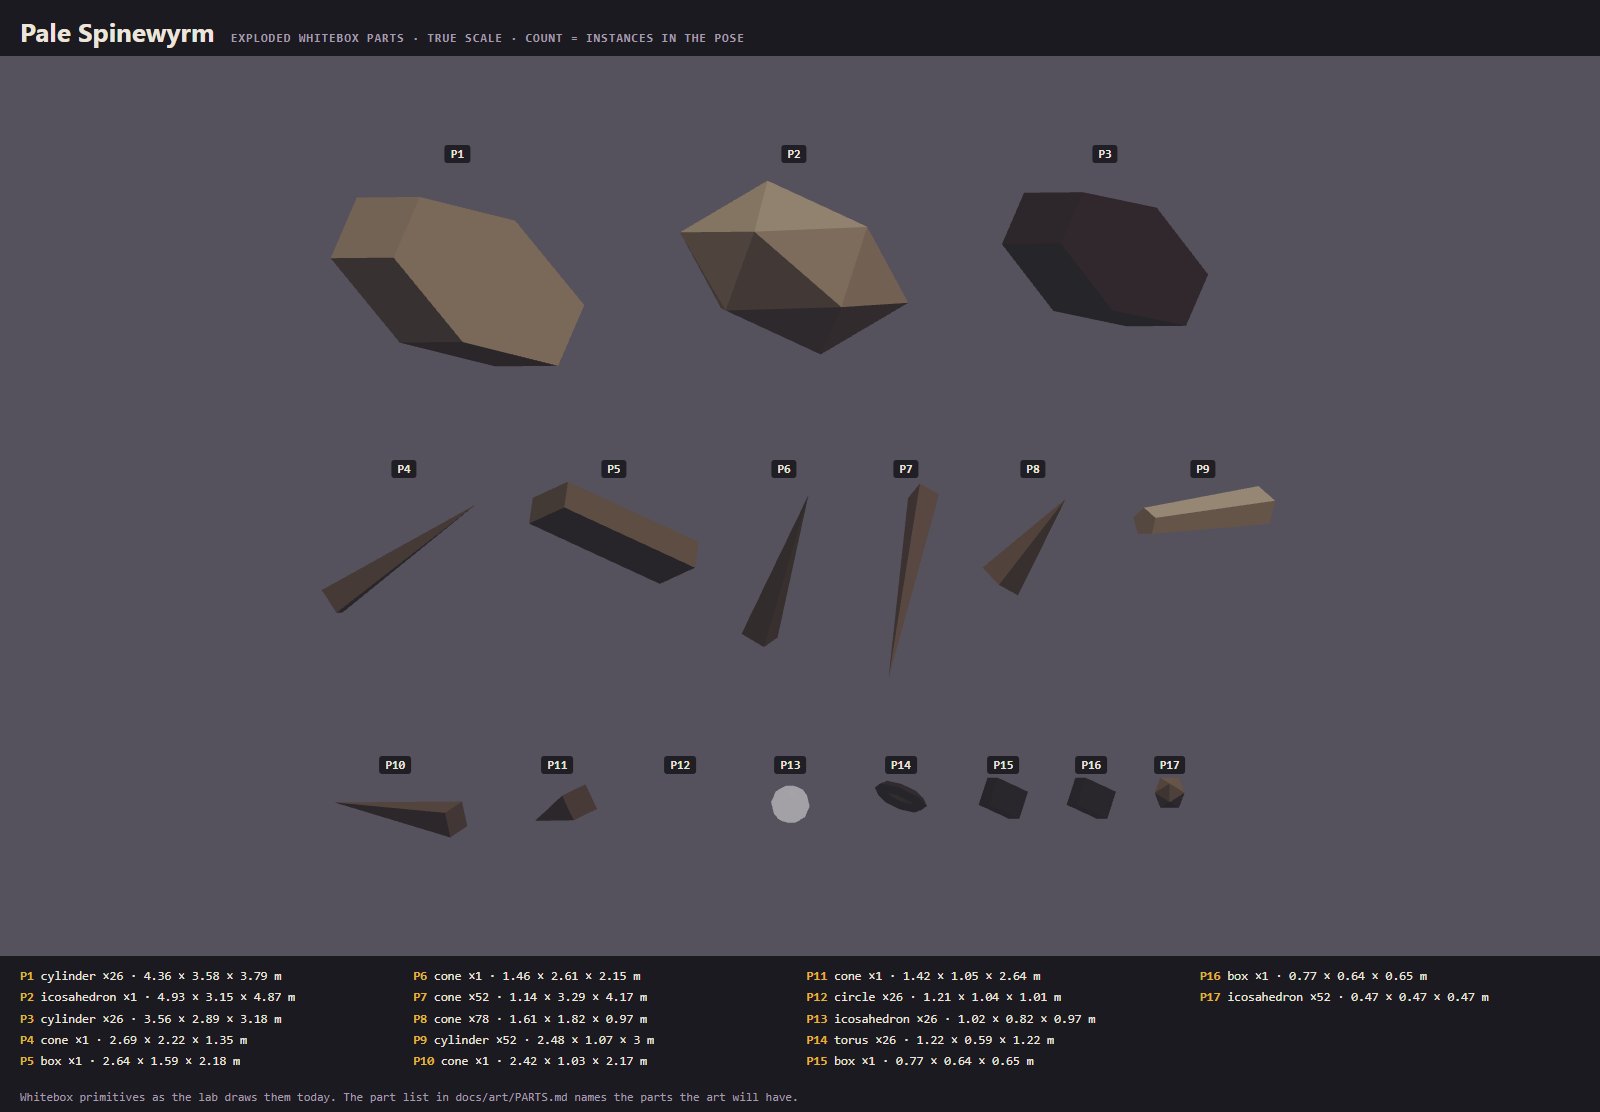 Pale Spinewyrm EXPLODED WHITEBOX PARTS · TRUE SCALE · COUNT = INSTANCES IN THE POSE
P1 P2 P3
P4 P5 P6 P7 P8 P9
P10 P11 P12 P13 P14 P15 P16 P17
P1 cylinder ×26 · 4.36 × 3.58 × 3.79 m
P2 icosahedron ×1 · 4.93 × 3.15 × 4.87 m
P3 cylinder ×26 · 3.56 × 2.89 × 3.18 m
P4 cone ×1 · 2.69 × 2.22 × 1.35 m
P5 box ×1 · 2.64 × 1.59 × 2.18 m
P6 cone ×1 · 1.46 × 2.61 × 2.15 m
P7 cone ×52 · 1.14 × 3.29 × 4.17 m
P8 cone ×78 · 1.61 × 1.82 × 0.97 m
P9 cylinder ×52 · 2.48 × 1.07 × 3 m
P10 cone ×1 · 2.42 × 1.03 × 2.17 m
P11 cone ×1 · 1.42 × 1.05 × 2.64 m
P12 circle ×26 · 1.21 × 1.04 × 1.01 m
P13 icosahedron ×26 · 1.02 × 0.82 × 0.97 m
P14 torus ×26 · 1.22 × 0.59 × 1.22 m
P15 box ×1 · 0.77 × 0.64 × 0.65 m
P16 box ×1 · 0.77 × 0.64 × 0.65 m
P17 icosahedron ×52 · 0.47 × 0.47 × 0.47 m
Whitebox primitives as the lab draws them today. The part list in docs/art/PARTS.md names the parts the art will have.